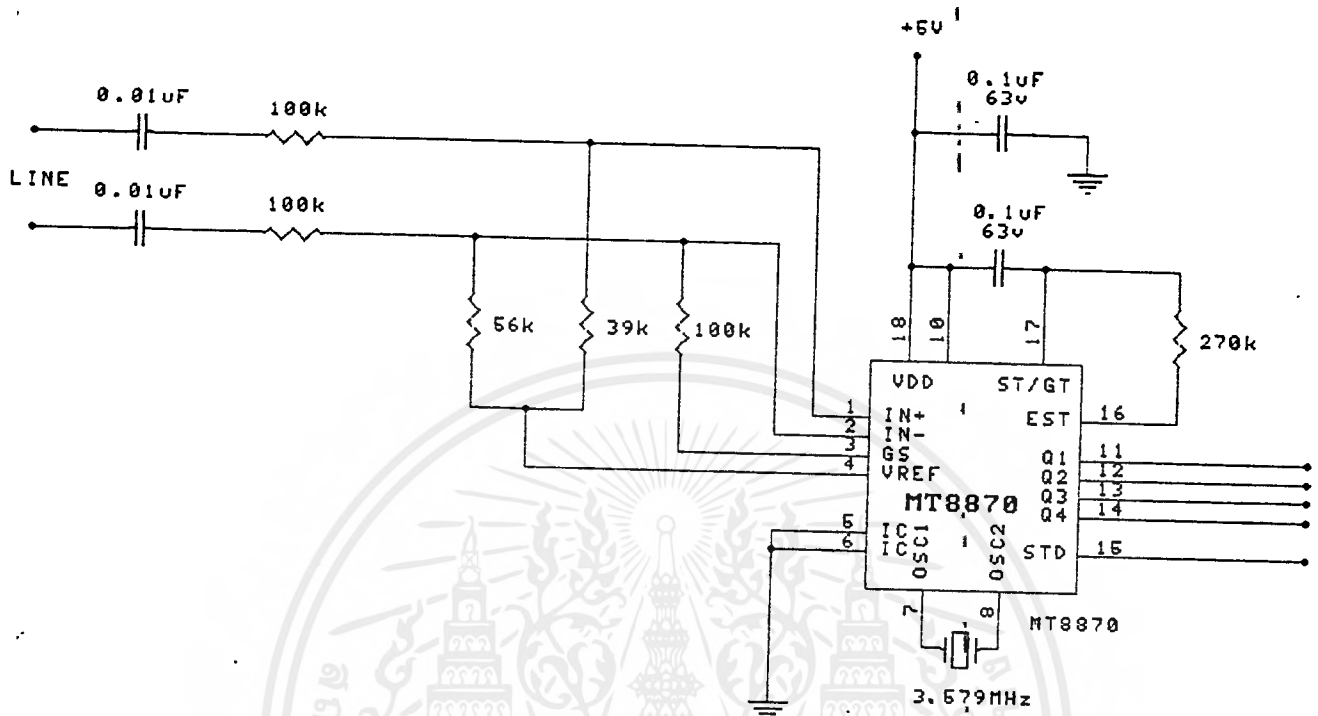 +5V
0.1uF
63v
0.01uF
100k
LINE
0.01uF
100k
0.1uF
63v
56k
39k
100k
18
10
17
270k
VDD
ST/GT
1
IN+
EST
16
2
IN-
3
GS
Q1
11
4
VREF
Q2
12
Q3
13
MT8870
Q4
14
5
IC
6
IC
OSC1
OSC2
STD
15
7
8
MT8870
3.579MHz